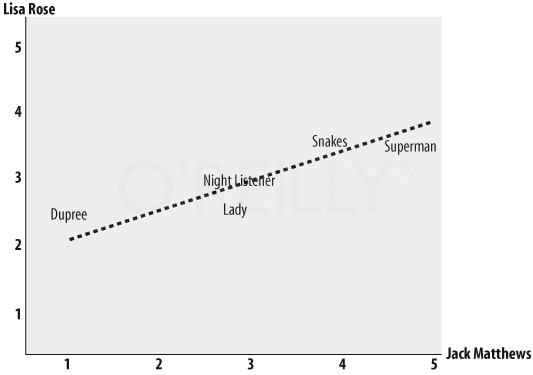 Lisa Rose
5
4
Snakes
Superman
3
Night Listener
O'REILLY®
Lady
Dupree
2
1
1 2 3 4 5
Jack Matthews